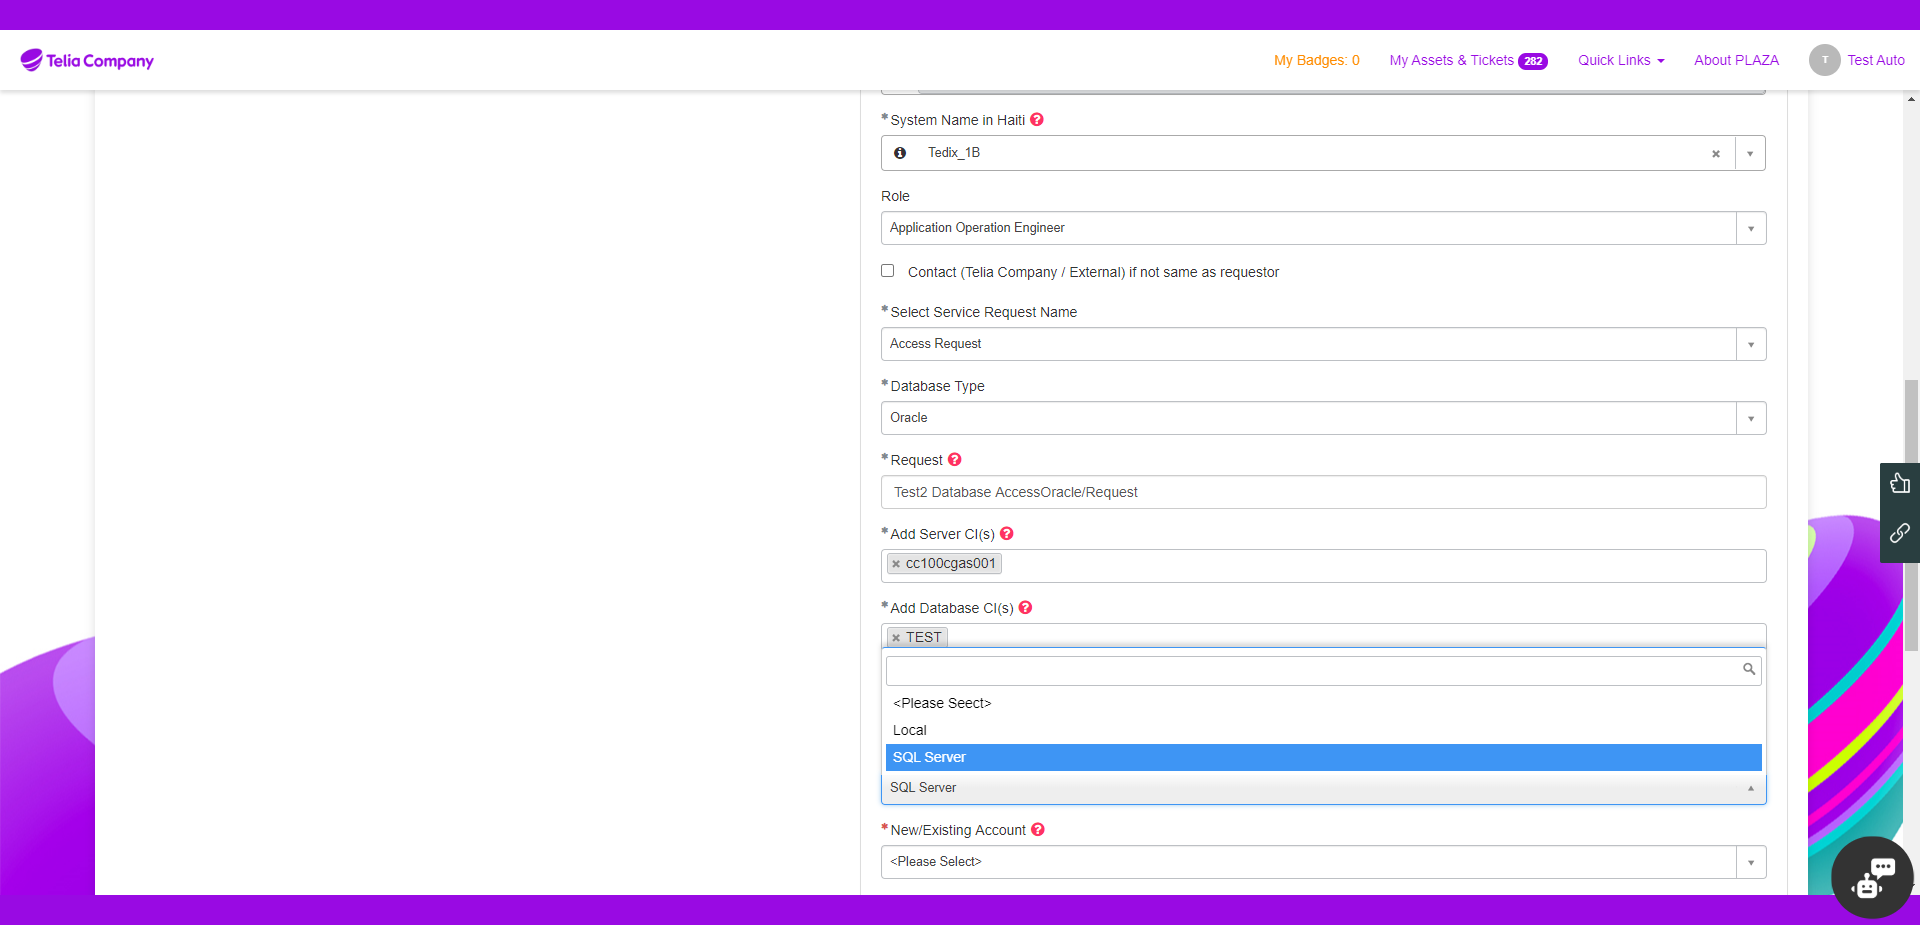 Telia Company
My Badges: 0
My Assets & Tickets 282
Quick Links
About PLAZA
T
Test Auto
* System Name in Haiti ?
Tedix_1B
Role
Application Operation Engineer
Contact (Telia Company / External) if not same as requestor
* Select Service Request Name
Access Request
* Database Type
Oracle
* Request ?
Test2 Database AccessOracle/Request
* Add Server CI(s) ?
× cc100cgas001
* Add Database CI(s) ?
× TEST
<Please Seect>
Local
SQL Server
SQL Server
* New/Existing Account ?
<Please Select>